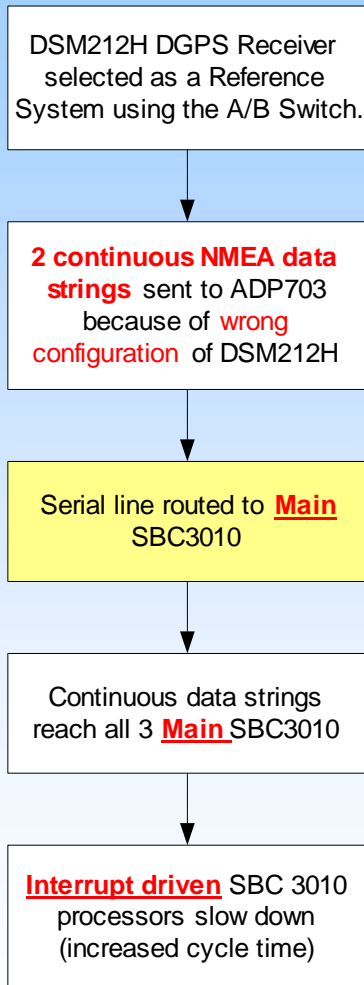 DSM212H DGPS Receiver
selected as a Reference
System using the A/B Switch.
2 continuous NMEA data
strings sent to ADP703
because of wrong
configuration of DSM212H
Serial line routed to Main
SBC3010
Continuous data strings
reach all 3 Main SBC3010
Interrupt driven SBC 3010
processors slow down
(increased cycle time)